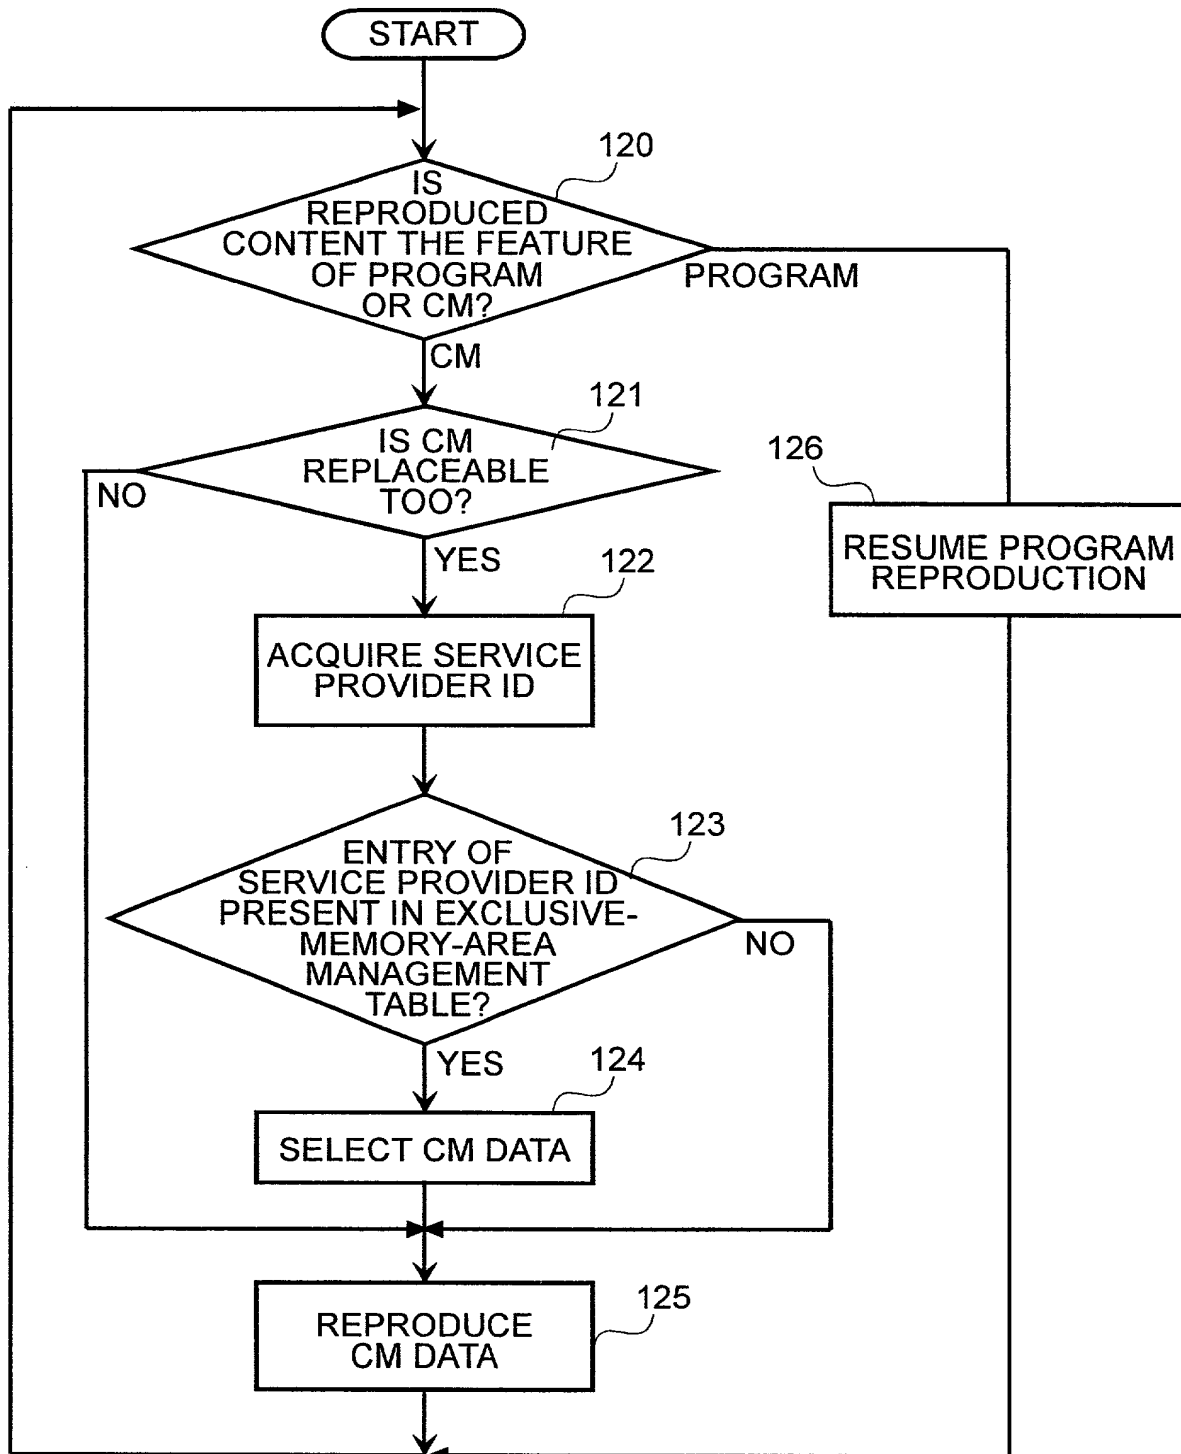 START
120
IS
REPRODUCED
CONTENT THE FEATURE
OF PROGRAM
OR CM?
PROGRAM
CM
121
IS CM
REPLACEABLE
TOO?
NO
126
YES
RESUME PROGRAM
REPRODUCTION
122
ACQUIRE SERVICE
PROVIDER ID
123
ENTRY OF
SERVICE PROVIDER ID
PRESENT IN EXCLUSIVE-
MEMORY-AREA
MANAGEMENT
TABLE?
NO
YES
124
SELECT CM DATA
125
REPRODUCE
CM DATA